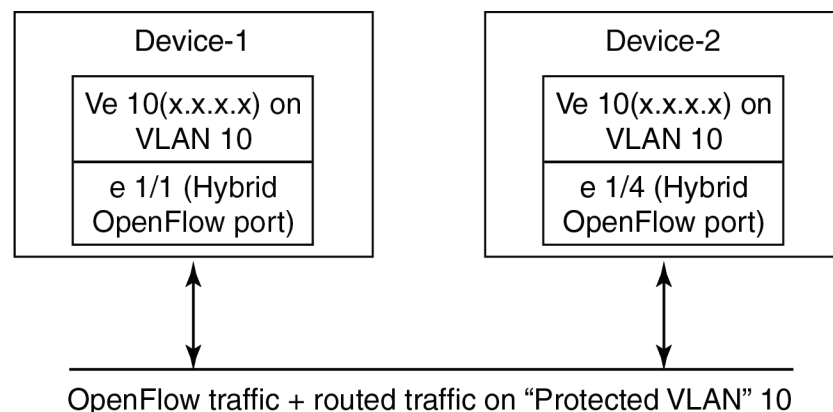 Device-1
Ve 10(x.x.x.x) on
VLAN 10
e 1/1 (Hybrid
OpenFlow port)
Device-2
Ve 10(x.x.x.x) on
VLAN 10
e 1/4 (Hybrid
OpenFlow port)
OpenFlow traffic + routed traffic on “Protected VLAN” 10